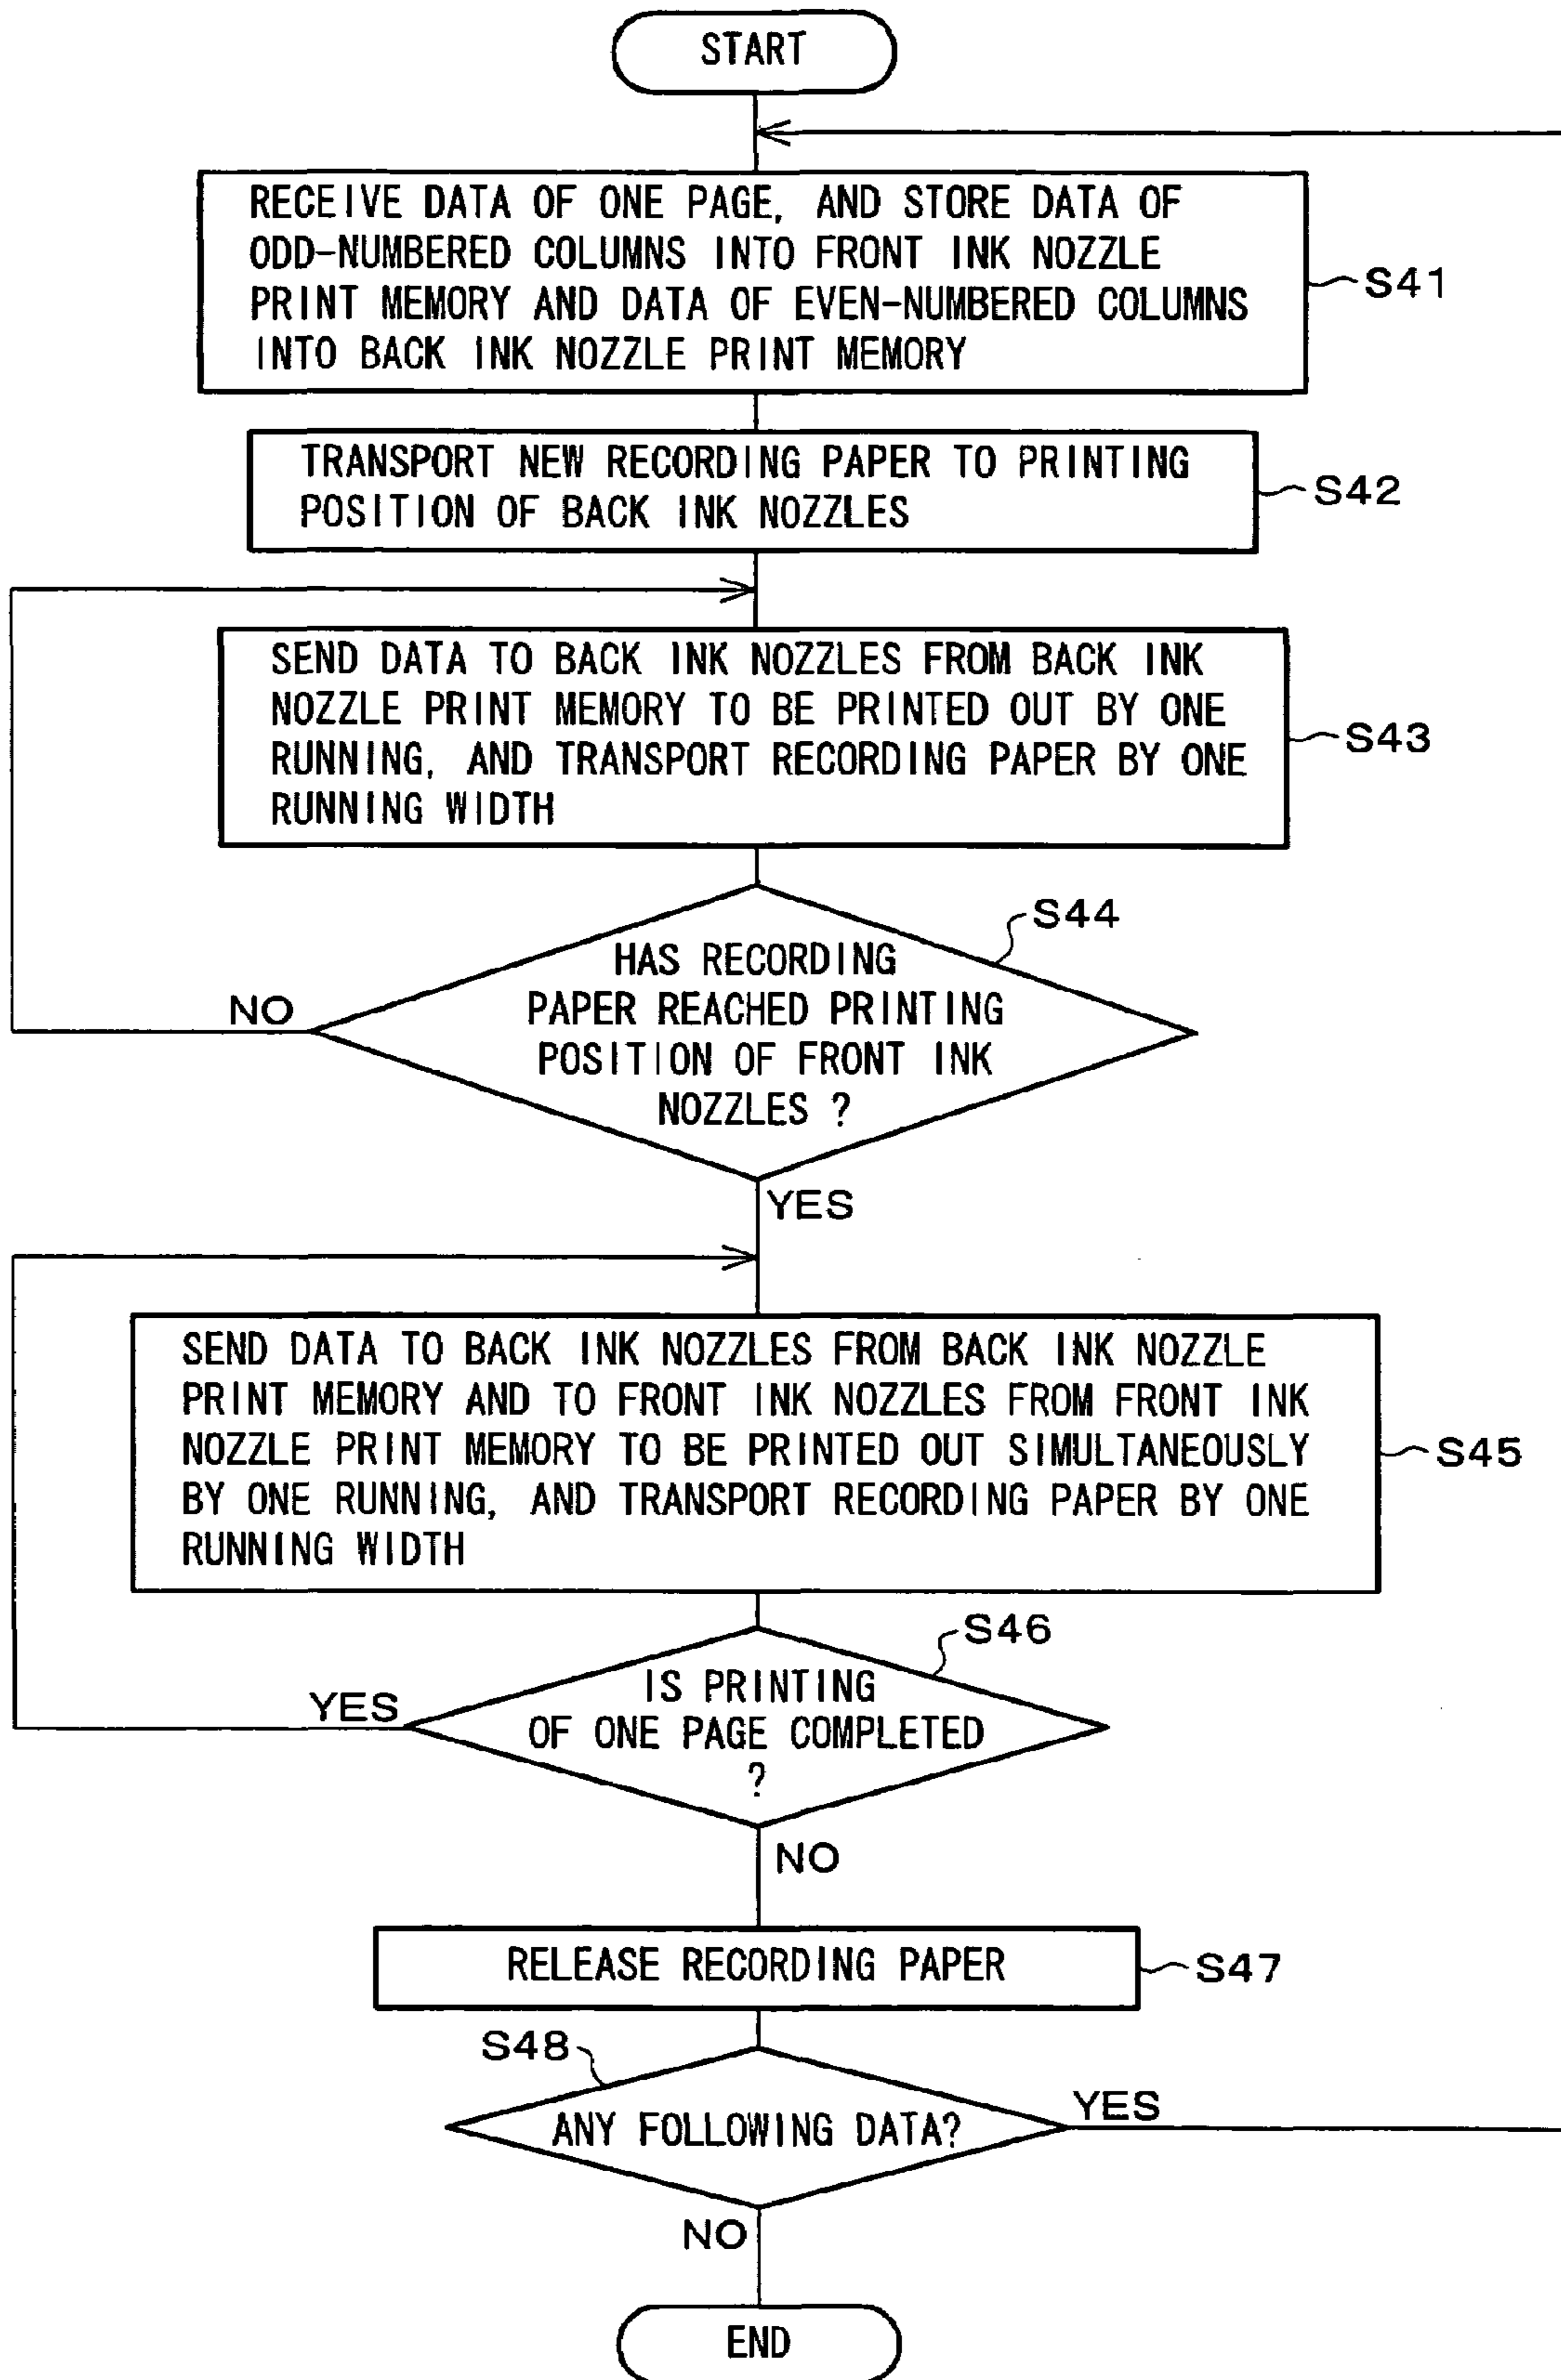 START
RECEIVE DATA OF ONE PAGE, AND STORE DATA OF
ODD-NUMBERED COLUMNS INTO FRONT INK NOZZLE
PRINT MEMORY AND DATA OF EVEN-NUMBERED COLUMNS
INTO BACK INK NOZZLE PRINT MEMORY
S41
TRANSPORT NEW RECORDING PAPER TO PRINTING
POSITION OF BACK INK NOZZLES
S42
SEND DATA TO BACK INK NOZZLES FROM BACK INK
NOZZLE PRINT MEMORY TO BE PRINTED OUT BY ONE
RUNNING, AND TRANSPORT RECORDING PAPER BY ONE
RUNNING WIDTH
S43
S44
HAS RECORDING
PAPER REACHED PRINTING
POSITION OF FRONT INK
NOZZLES ?
NO
YES
SEND DATA TO BACK INK NOZZLES FROM BACK INK NOZZLE
PRINT MEMORY AND TO FRONT INK NOZZLES FROM FRONT INK
NOZZLE PRINT MEMORY TO BE PRINTED OUT SIMULTANEOUSLY
BY ONE RUNNING, AND TRANSPORT RECORDING PAPER BY ONE
RUNNING WIDTH
S45
S46
IS PRINTING
OF ONE PAGE COMPLETED
?
YES
NO
RELEASE RECORDING PAPER
S47
S48
ANY FOLLOWING DATA?
YES
NO
END